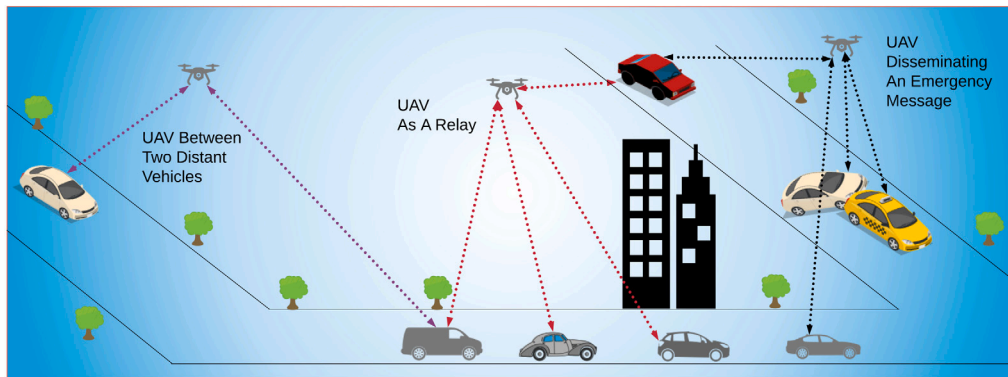 UAV Between
Two Distant
Vehicles
UAV
As A Relay
UAV
Disseminating
An Emergency
Message